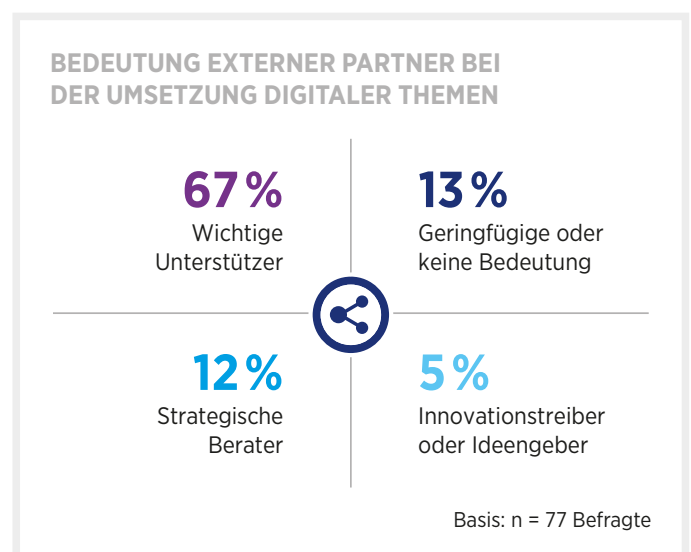 BEDEUTUNG EXTERNER PARTNER BEI
DER UMSETZUNG DIGITALER THEMEN
67 %
Wichtige
Unterstützer
13 %
Geringfügige oder
keine Bedeutung
12 %
Strategische
Berater
5 %
Innovationstreiber
oder Ideengeber
Basis: n = 77 Befragte